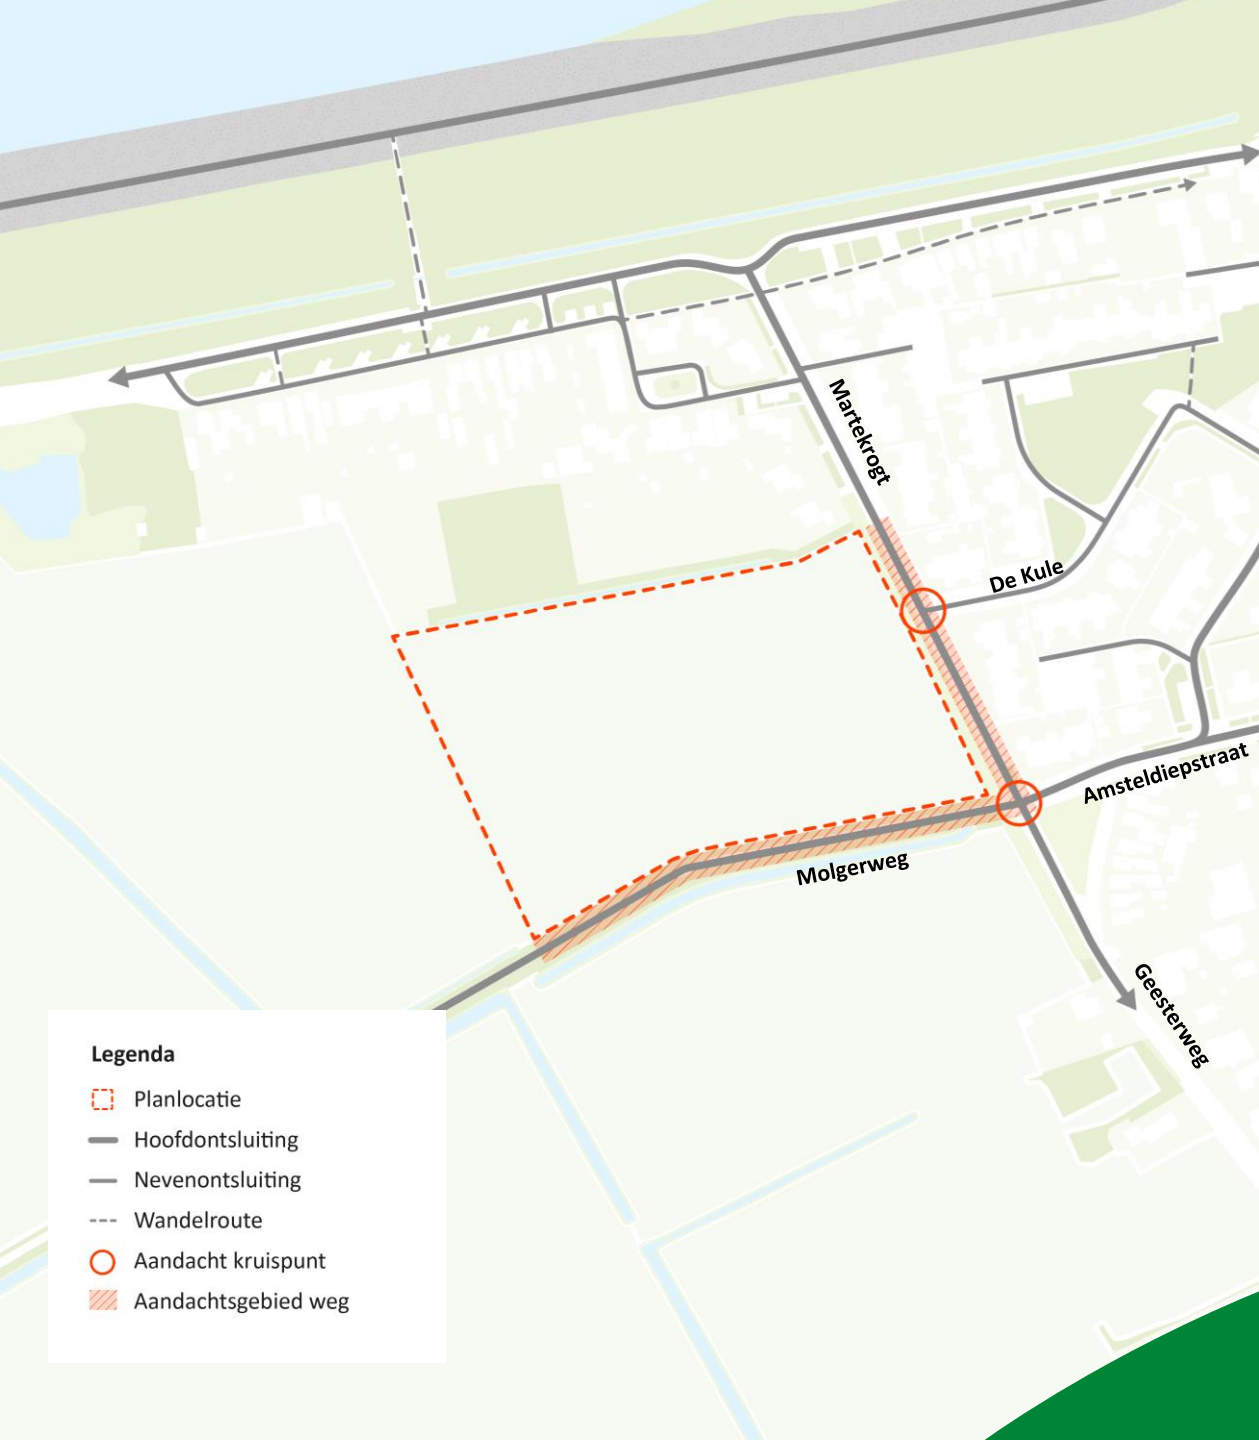 Martekrogt
De Kule
Amsteldiepstraat
Molgerweg
Geesterweg
Legenda
Planlocatie
Hoofdontsluiting
Nevenontsluiting
Wandelroute
Aandacht kruispunt
Aandachtsgebied weg